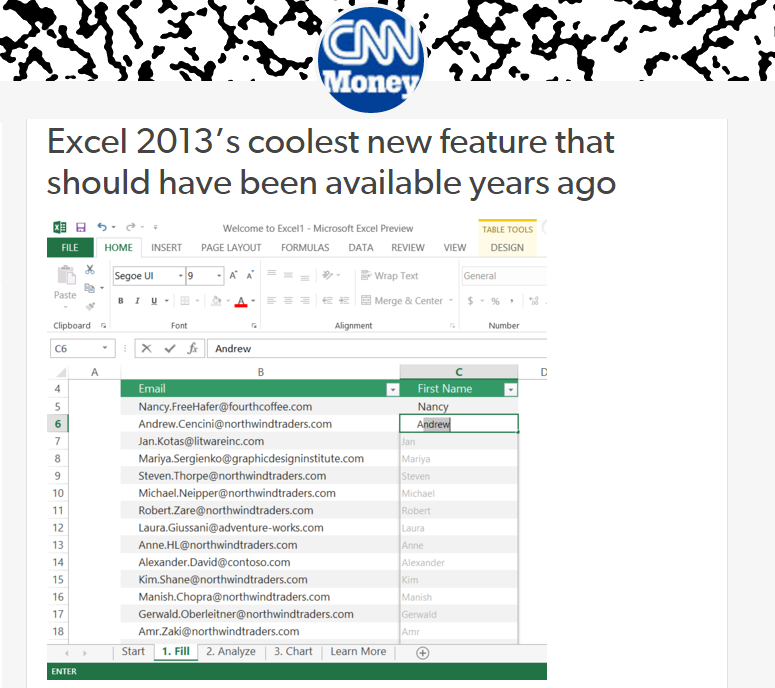 CNN
Money
Excel 2013's coolest new feature that
should have been available years ago
Welcome to Excel1 - Microsoft Excel Preview
TABLE TOOLS
FILE HOME INSERT PAGE LAYOUT FORMULAS DATA REVIEW VIEW DESIGN
Paste
Segoe UI 9 A A
Wrap Text
General
B I U A
Merge & Center
$ % ,
Clipboard Font Alignment Number
C6 fx Andrew
A B C D
4 Email First Name
5 Nancy.FreeHafer@fourthcoffee.com Nancy
6 Andrew.Cencini@northwindtraders.com Andrew
7 Jan.Kotas@litwareinc.com Jan
8 Mariya.Sergienko@graphicdesigninstitute.com Mariya
9 Steven.Thorpe@northwindtraders.com Steven
10 Michael.Neipper@northwindtraders.com Michael
11 Robert.Zare@northwindtraders.com Robert
12 Laura.Giussani@adventure-works.com Laura
13 Anne.HL@northwindtraders.com Anne
14 Alexander.David@contoso.com Alexander
15 Kim.Shane@northwindtraders.com Kim
16 Manish.Chopra@northwindtraders.com Manish
17 Gerwald.Oberleitner@northwindtraders.com Gerwald
18 Amr.Zaki@northwindtraders.com Amr
Start 1. Fill 2. Analyze 3. Chart Learn More
ENTER